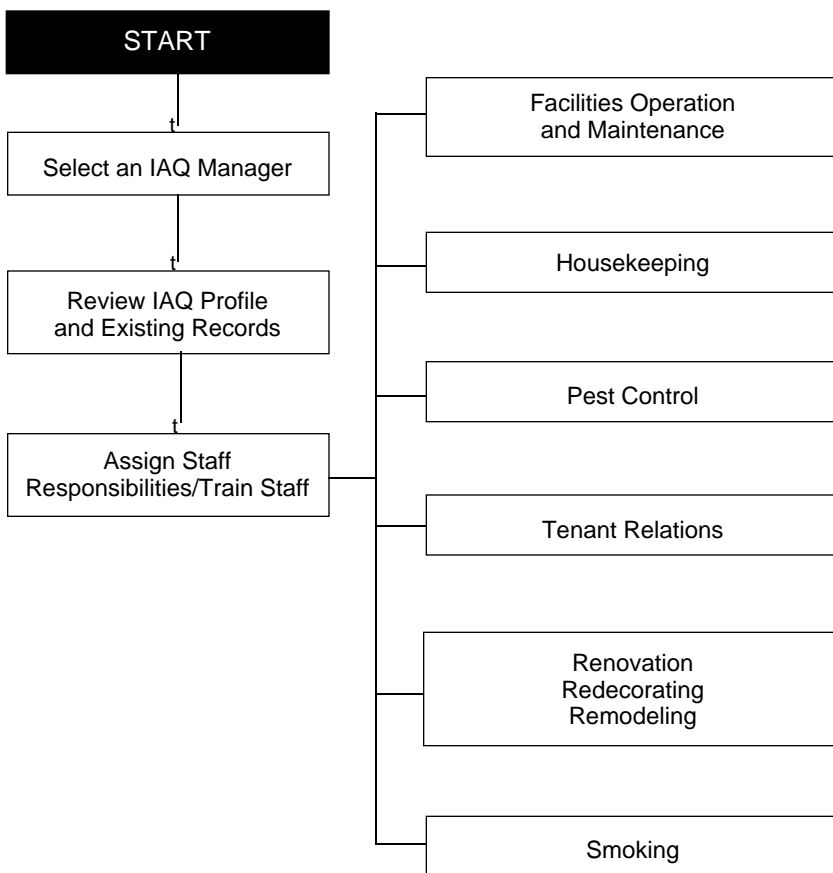 START
t
Select an IAQ Manager
t
Review IAQ Profile
and Existing Records
t
Assign Staff
Responsibilities/Train Staff
Facilities Operation
and Maintenance
Housekeeping
Pest Control
Tenant Relations
Renovation
Redecorating
Remodeling
Smoking